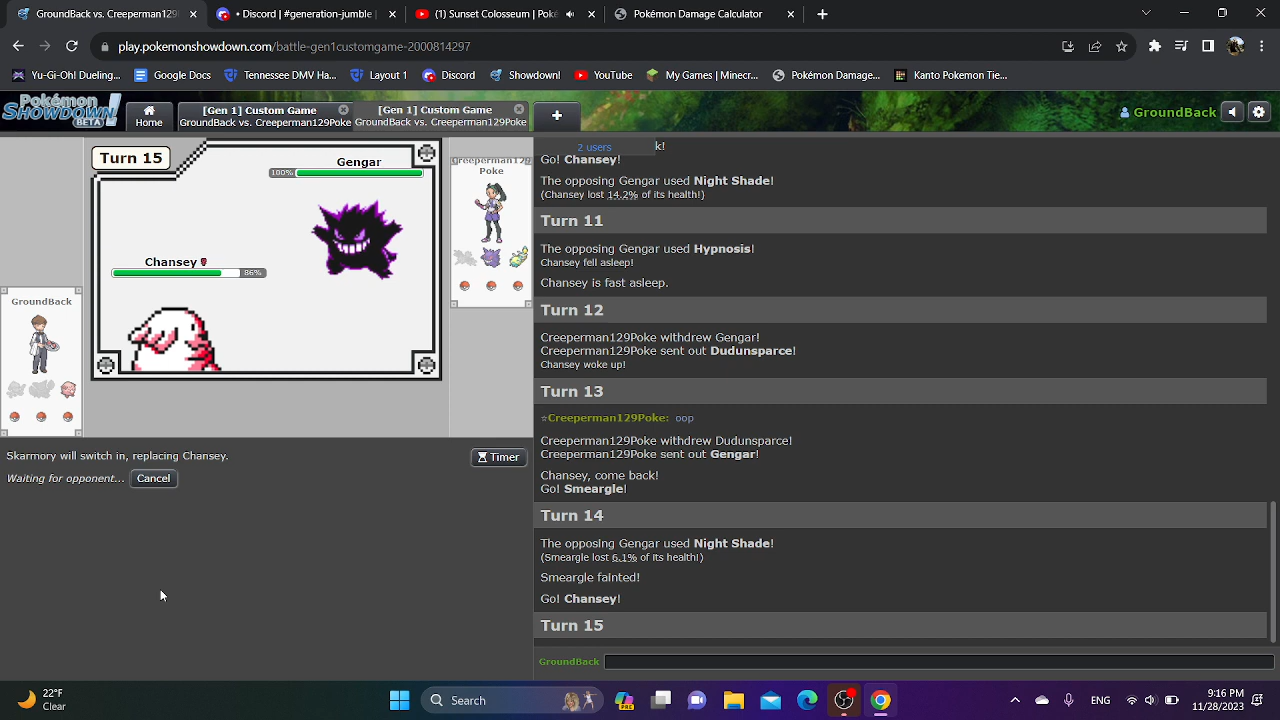 GroundBack vs. Creeperman129
• Discord | #generation-jumble |
(1) Sunset Colosseum | Poké
Pokémon Damage Calculator
play.pokemonshowdown.com/battle-gen1customgame-2000814297
Yu-Gi-Oh! Dueling...
Google Docs
Tennessee DMV Ha...
Layout 1
Discord
Showdown!
YouTube
My Games | Minec...
Pokémon Damage...
Kanto Pokemon Tie...
Pokémon
SHOWDOWN!
BETA
Home
[Gen 1] Custom Game
GroundBack vs. Creeperman129Poke
[Gen 1] Custom Game
GroundBack vs. Creeperman129Poke
GroundBack
Turn 15
Gengar
100%
Chansey
86%
Creeperman129
Poke
GroundBack
Skarmory will switch in, replacing Chansey.
Waiting for opponent...
Cancel
Timer
2 users
k!
Go! Chansey!
The opposing Gengar used Night Shade!
(Chansey lost 14.2% of its health!)
Turn 11
The opposing Gengar used Hypnosis!
Chansey fell asleep!
Chansey is fast asleep.
Turn 12
Creeperman129Poke withdrew Gengar!
Creeperman129Poke sent out Dudunsparce!
Chansey woke up!
Turn 13
☆Creeperman129Poke: oop
Creeperman129Poke withdrew Dudunsparce!
Creeperman129Poke sent out Gengar!
Chansey, come back!
Go! Smeargle!
Turn 14
The opposing Gengar used Night Shade!
(Smeargle lost 6.1% of its health!)
Smeargle fainted!
Go! Chansey!
Turn 15
GroundBack
22°F
Clear
Search
ENG
9:16 PM
11/28/2023